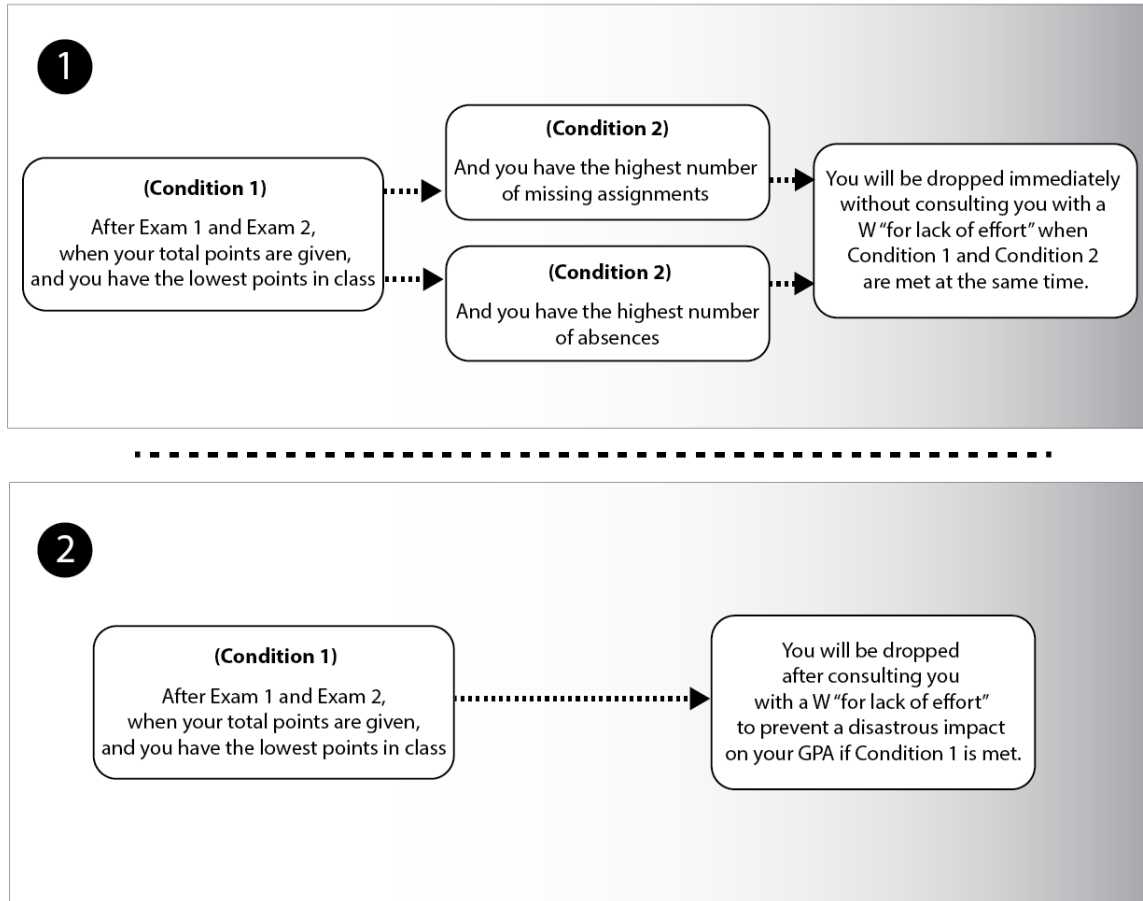 1
(Condition 1)
After Exam 1 and Exam 2,
when your total points are given,
and you have the lowest points in class
(Condition 2)
And you have the highest number
of missing assignments
(Condition 2)
And you have the highest number
of absences
You will be dropped immediately
without consulting you with a
W “for lack of effort” when
Condition 1 and Condition 2
are met at the same time.
2
(Condition 1)
After Exam 1 and Exam 2,
when your total points are given,
and you have the lowest points in class
You will be dropped
after consulting you
with a W “for lack of effort”
to prevent a disastrous impact
on your GPA if Condition 1 is met.